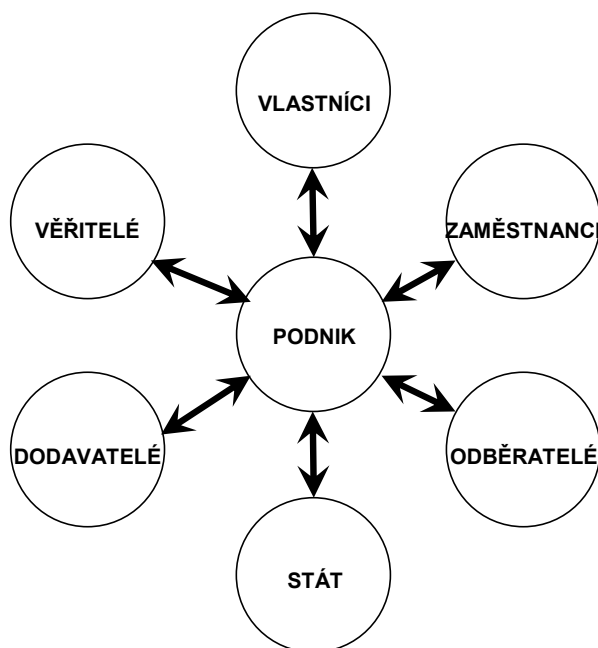 VLASTNÍCI
VĚŘITELÉ
ZAMĚSTNANCI
PODNIK
DODAVATELÉ
ODBĚRATELÉ
STÁT